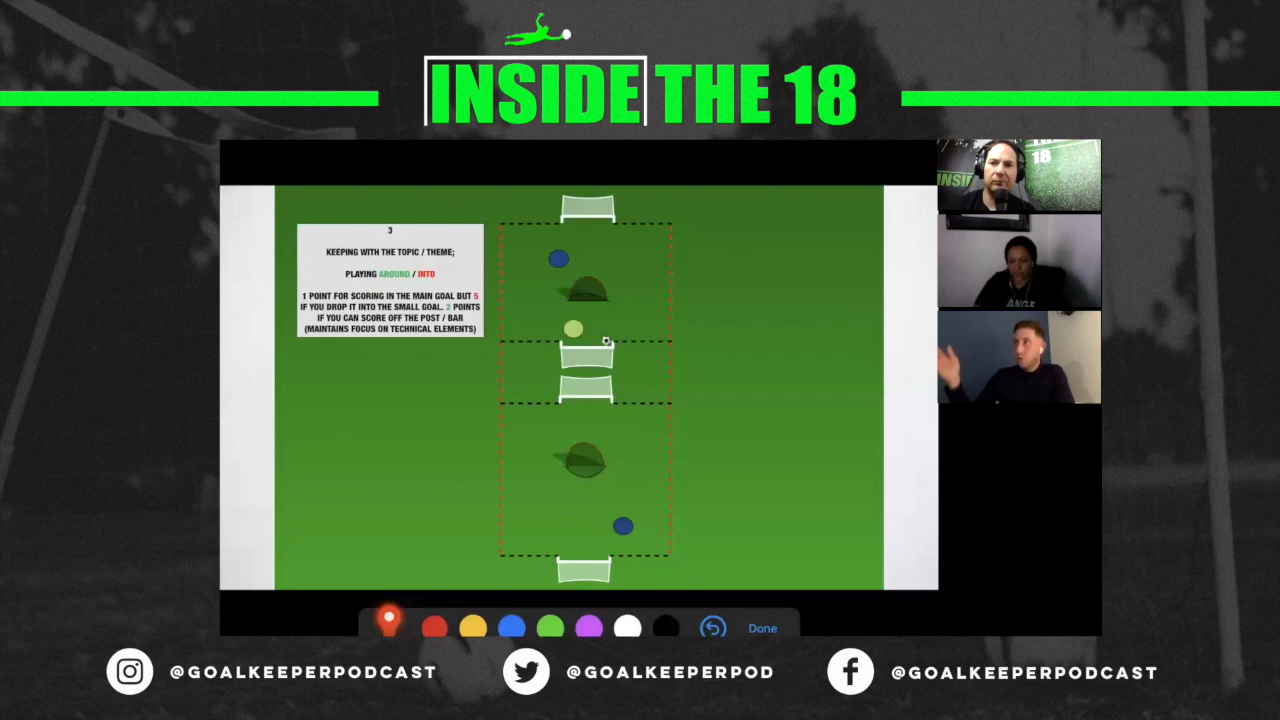 INSIDE THE 18
3
KEEPING WITH THE TOPIC / THEME;
PLAYING AROUND / INTO
1 POINT FOR SCORING IN THE MAIN GOAL BUT 5
IF YOU DROP IT INTO THE SMALL GOAL. 2 POINTS
IF YOU CAN SCORE OFF THE POST / BAR
(MAINTAINS FOCUS ON TECHNICAL ELEMENTS)
18
Done
@GOALKEEPERPODCAST
@GOALKEEPERPOD
@GOALKEEPERPODCAST